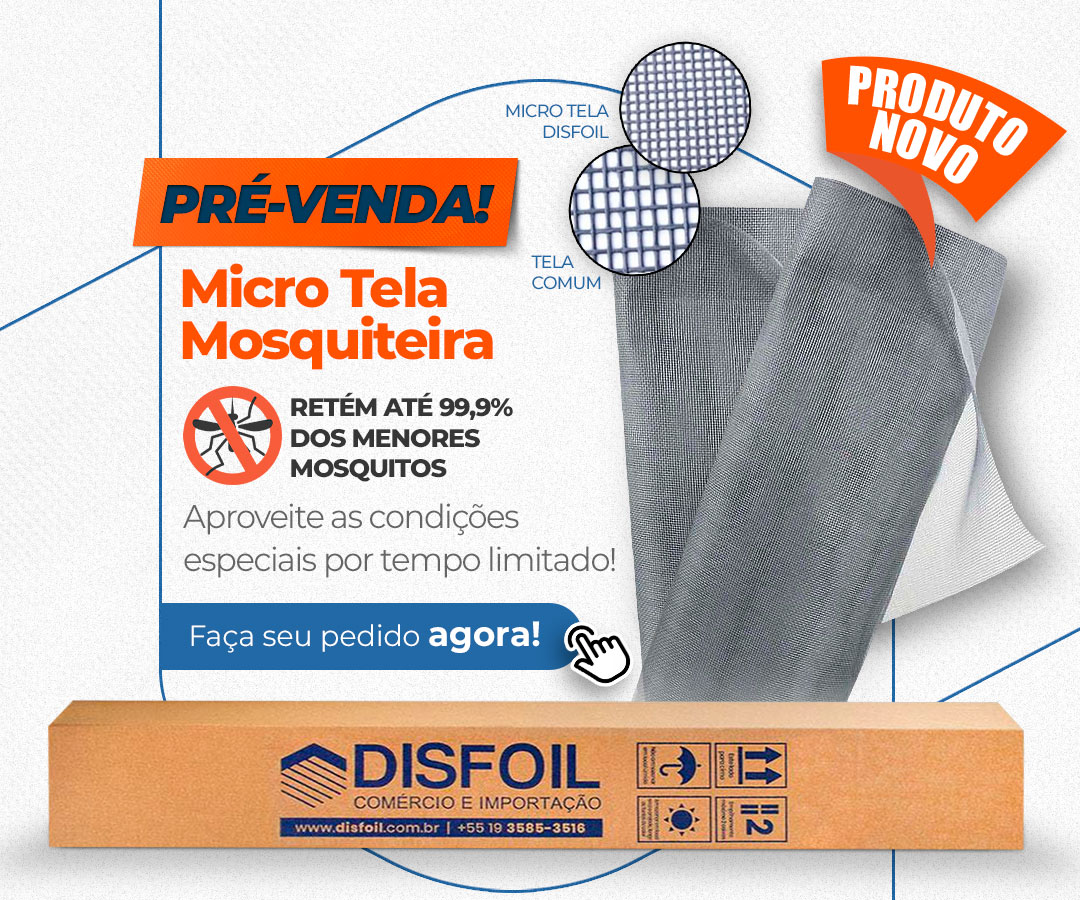 PRODUTO
NOVO
MICRO TELA
DISFOIL
TELA
COMUM
PRÉ-VENDA!
Micro Tela
Mosquiteira
RETÉM ATÉ 99,9%
DOS MENORES
MOSQUITOS
Aproveite as condições
especiais por tempo limitado!
Faça seu pedido agora!
DISFOIL
COMÉRCIO E IMPORTAÇÃO
www.disfoil.com.br | +55 19 3585-3516
2